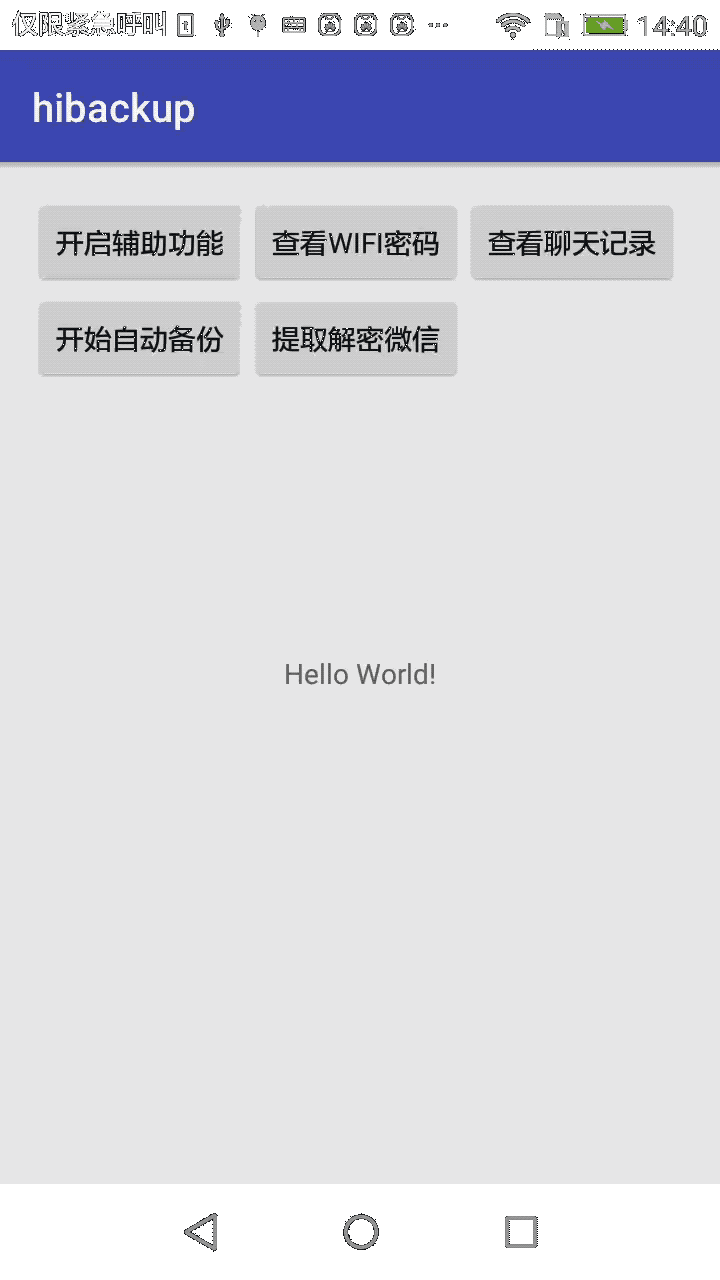 仅限紧急呼叫 14:40
hibackup
开启辅助功能 查看WIFI密码 查看聊天记录
开始自动备份 提取解密微信
Hello World!